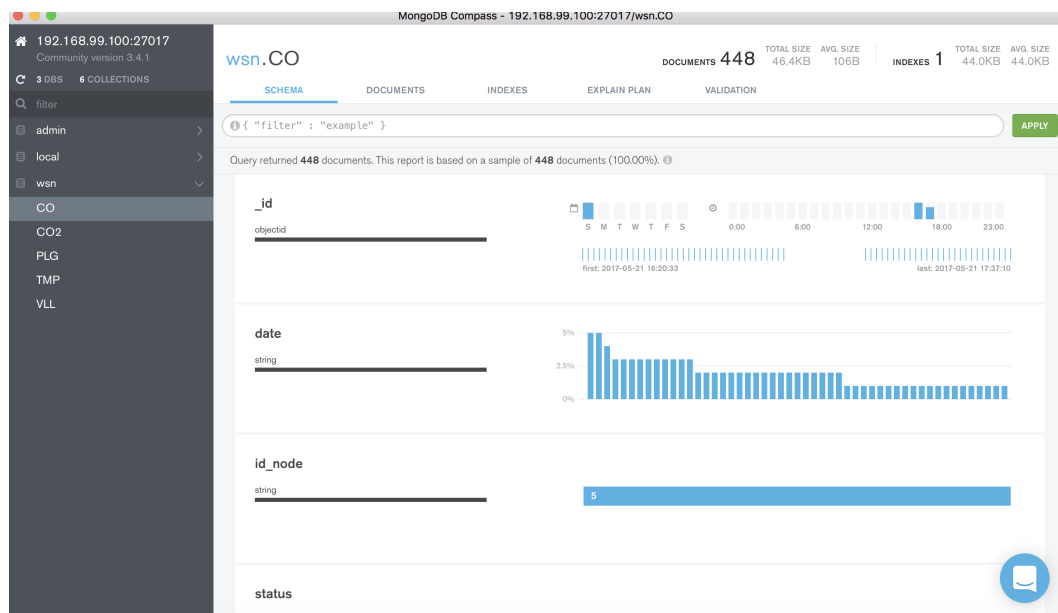 MongoDB Compass - 192.168.99.100:27017/wsn.CO
192.168.99.100:27017
Community version 3.4.1
3 DBS 6 COLLECTIONS
filter
admin
local
wsn
CO
CO2
PLG
TMP
VLL
wsn.CO
DOCUMENTS 448 TOTAL SIZE 46.4KB AVG. SIZE 106B INDEXES 1 TOTAL SIZE 44.0KB AVG. SIZE 44.0KB
SCHEMA DOCUMENTS INDEXES EXPLAIN PLAN VALIDATION
{ "filter" : "example" } APPLY
Query returned 448 documents. This report is based on a sample of 448 documents (100.00%).
_id
objectid
S M T W T F S 0:00 6:00 12:00 18:00 23:00
first: 2017-05-21 16:20:33 last: 2017-05-21 17:37:10
date
string
5%
2.5%
0%
id_node
string
5
status